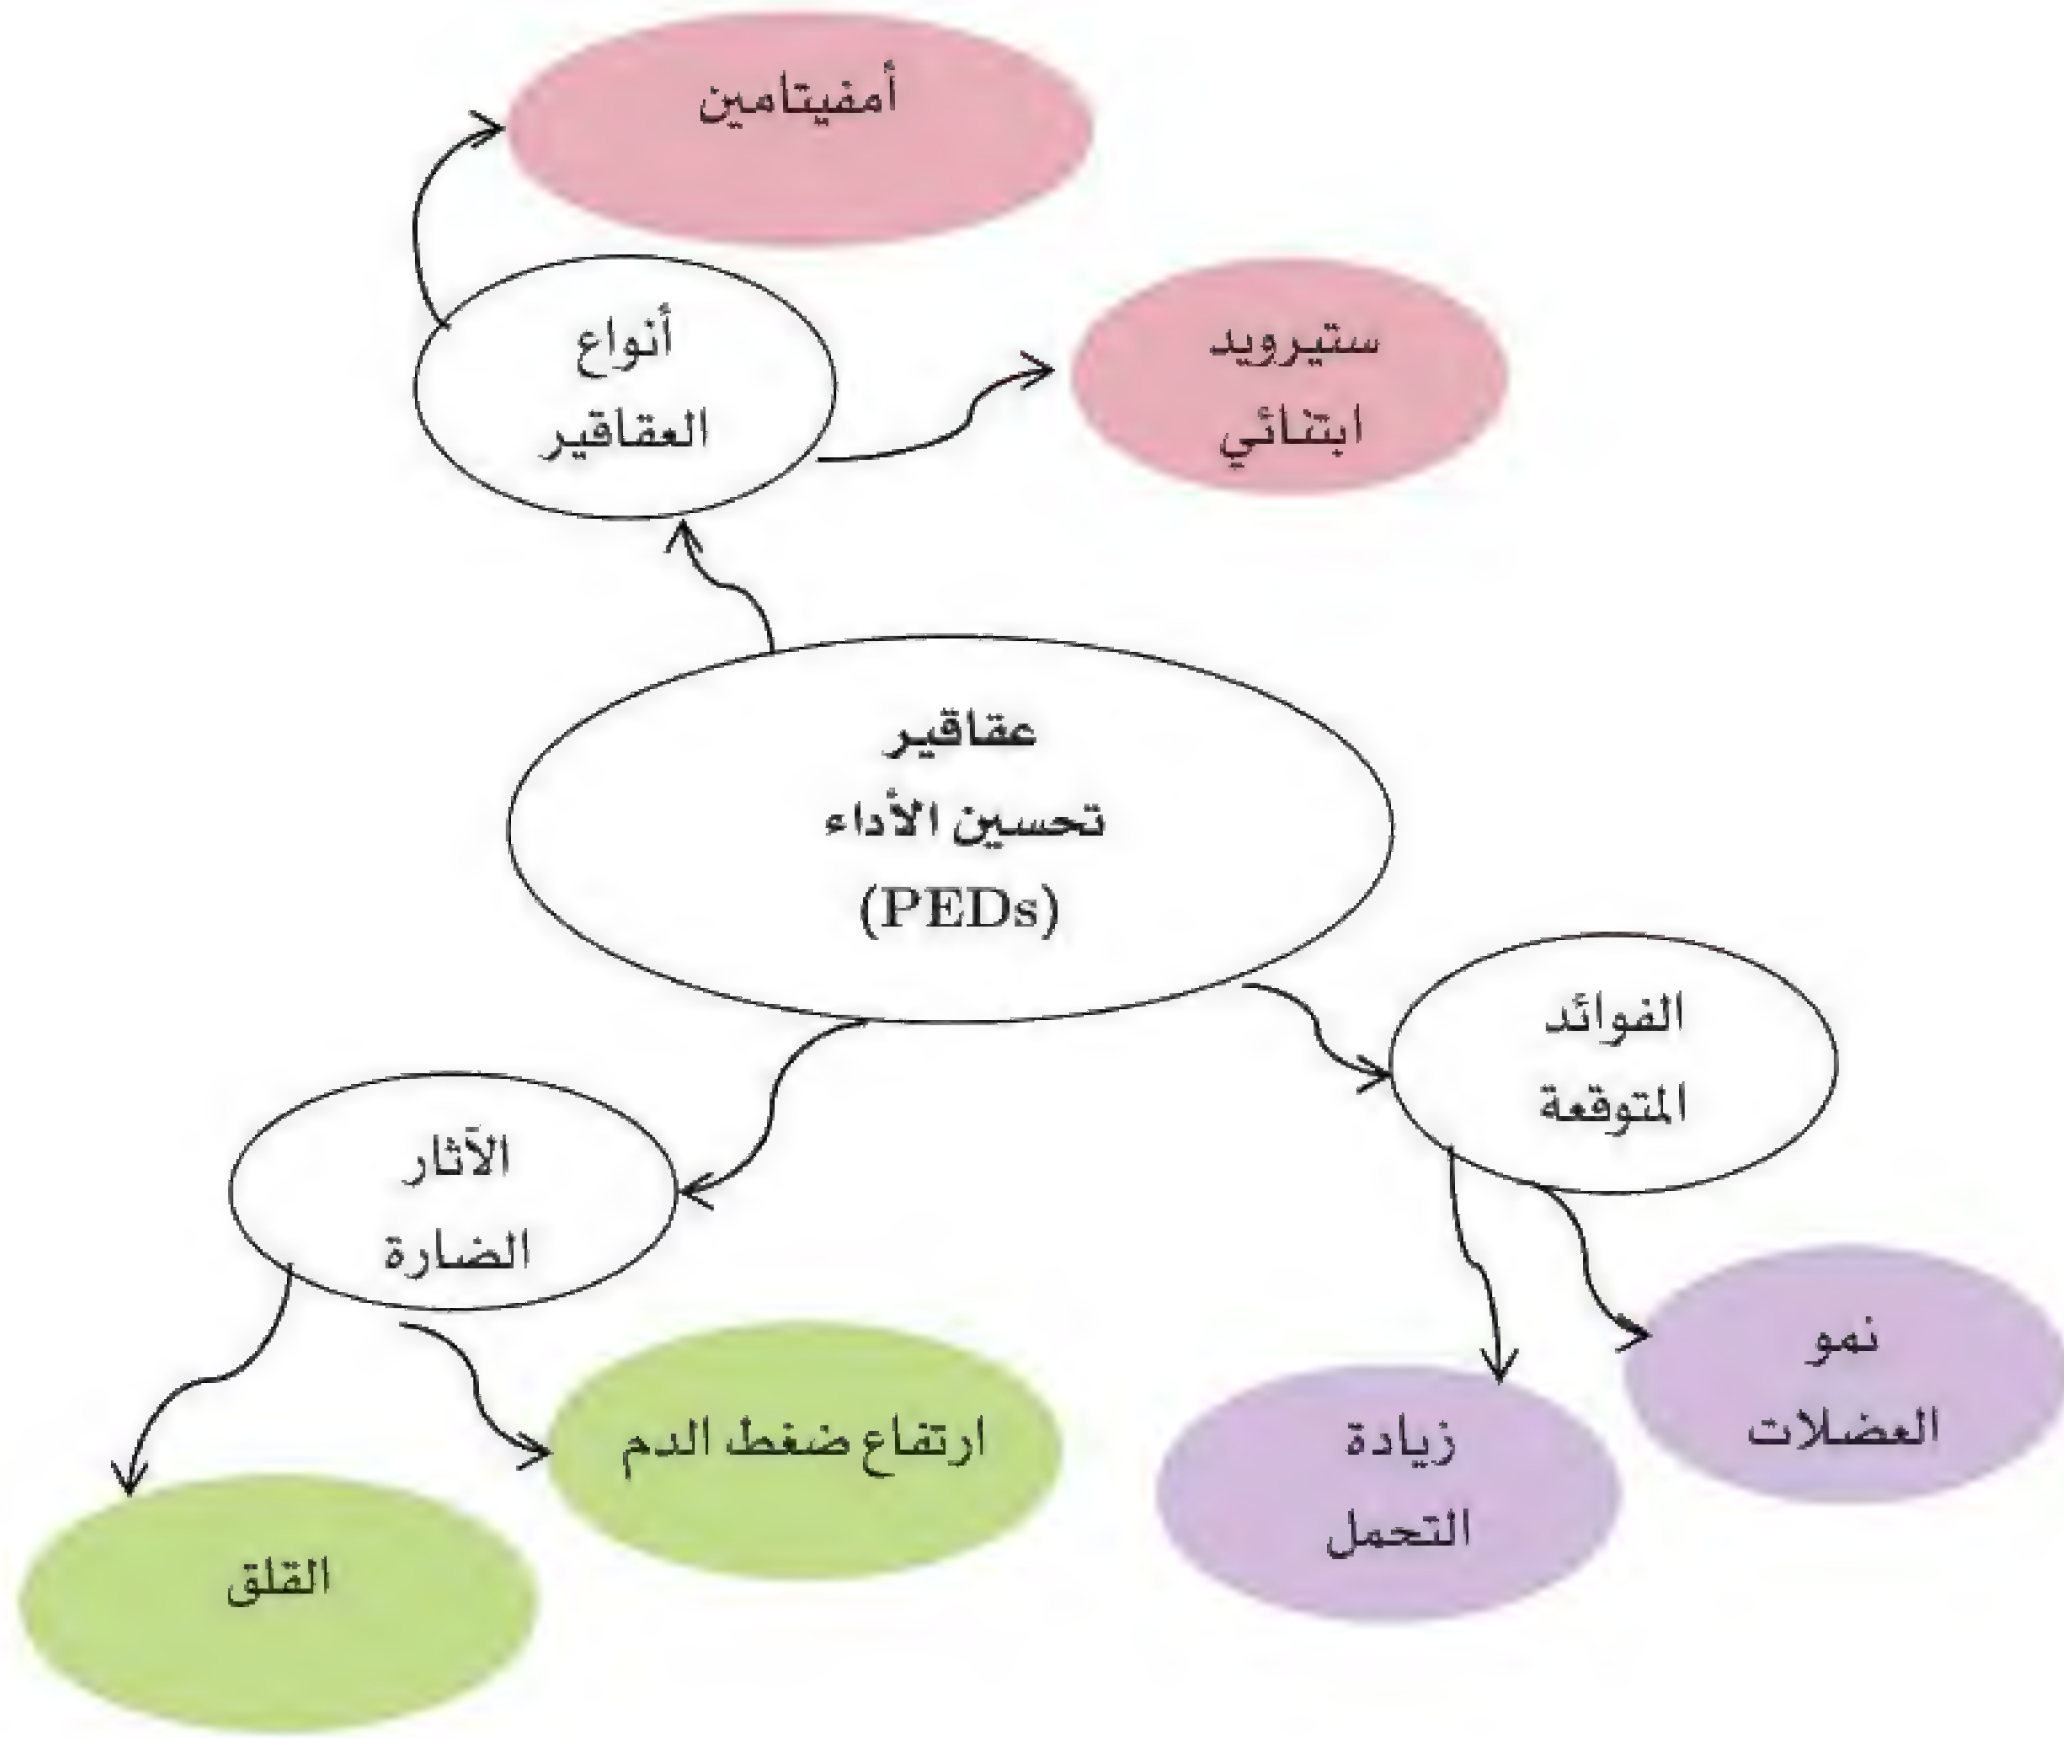 أمفيتامين
أنواع
العقاقير
ستيرويد
ابتنائي
عقاقير
تحسين الأداء
(PEDs)
الفوائد
المتوقعة
الآثار
الضارة
نمو
العضلات
زيادة
التحمل
ارتفاع ضغط الدم
القلق